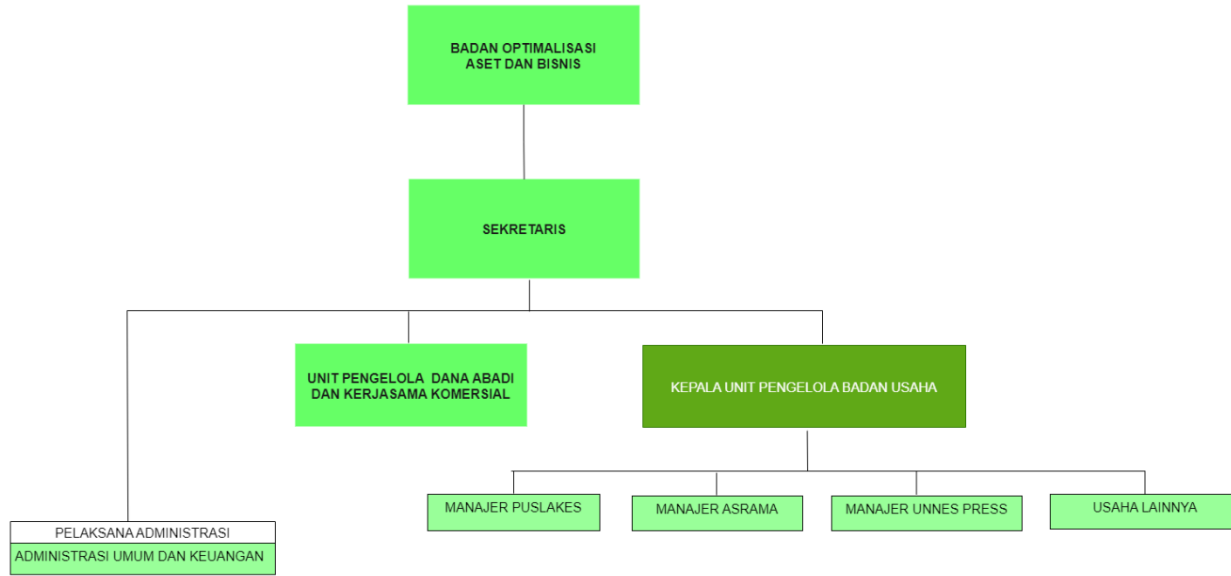 BADAN OPTIMALISASI
ASET DAN BISNIS
SEKRETARIS
UNIT PENGELOLA DANA ABADI
DAN KERJASAMA KOMERSIAL
KEPALA UNIT PENGELOLA BADAN USAHA
MANAJER PUSLAKES
MANAJER ASRAMA
MANAJER UNNES PRESS
USAHA LAINNYA
PELAKSANA ADMINISTRASI
ADMINISTRASI UMUM DAN KEUANGAN